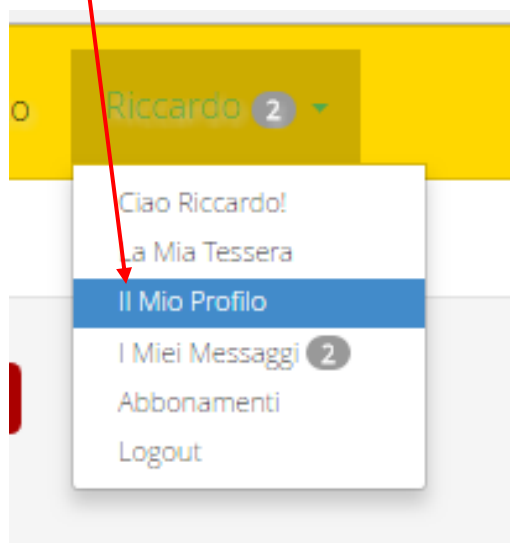 o
Riccardo 2
Ciao Riccardo!
La Mia Tessera
Il Mio Profilo
I Miei Messaggi 2
Abbonamenti
Logout